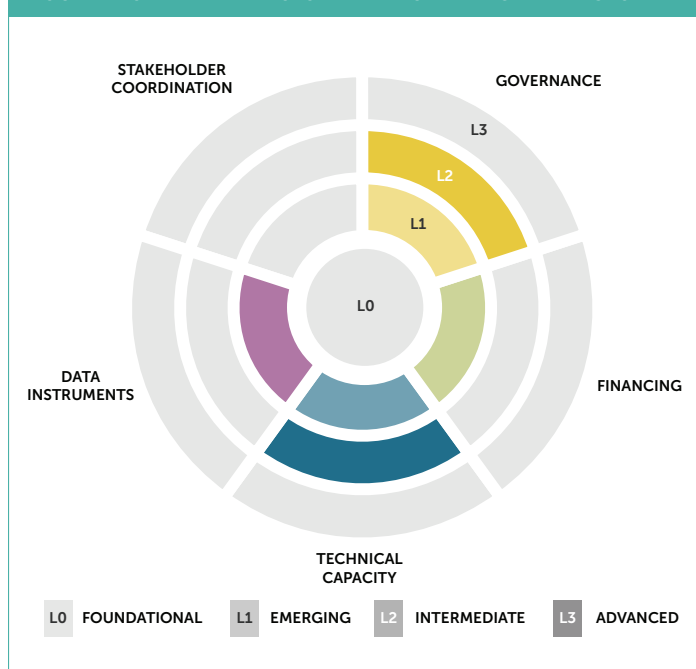 STAKEHOLDER
COORDINATION
GOVERNANCE
L3
L2
L1
L0
DATA
INSTRUMENTS
FINANCING
TECHNICAL
CAPACITY
L0 FOUNDATIONAL
L1 EMERGING
L2 INTERMEDIATE
L3 ADVANCED